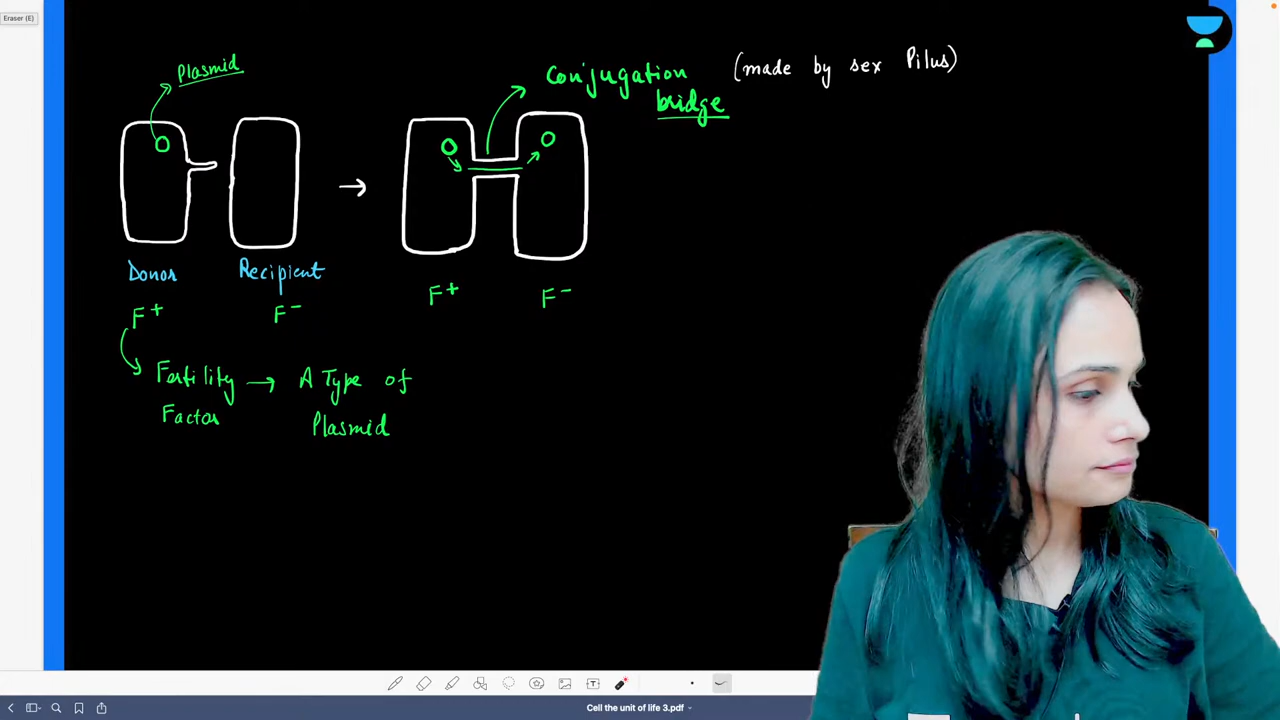 Eraser (E)
Plasmid
Conjugation
bridge
(made by sex Pilus)
Donor
Recipient
F+
F-
F+
F-
Fertility → A Type of
Factor
Plasmid
Cell the unit of life 3.pdf